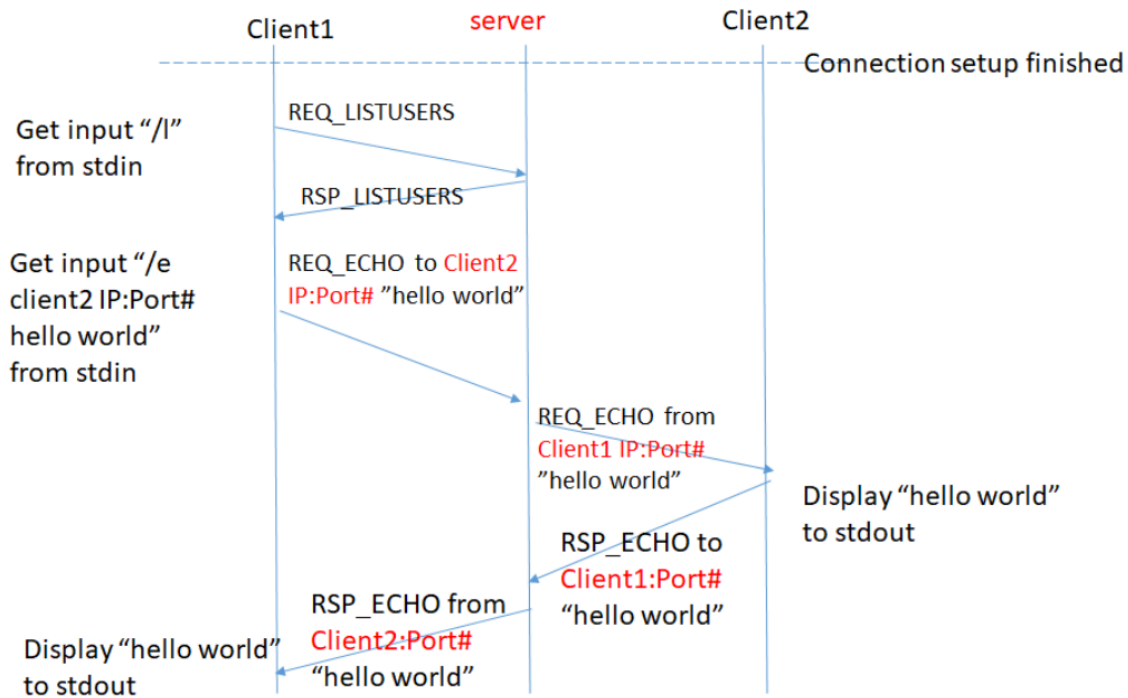 Client1
server
Client2
Connection setup finished
Get input “/l”
from stdin
REQ_LISTUSERS
RSP_LISTUSERS
Get input “/e
client2 IP:Port#
hello world”
from stdin
REQ_ECHO to Client2
IP:Port# ”hello world”
REQ_ECHO from
Client1 IP:Port#
”hello world”
Display “hello world”
to stdout
RSP_ECHO to
Client1:Port#
“hello world”
RSP_ECHO from
Client2:Port#
“hello world”
Display “hello world”
to stdout